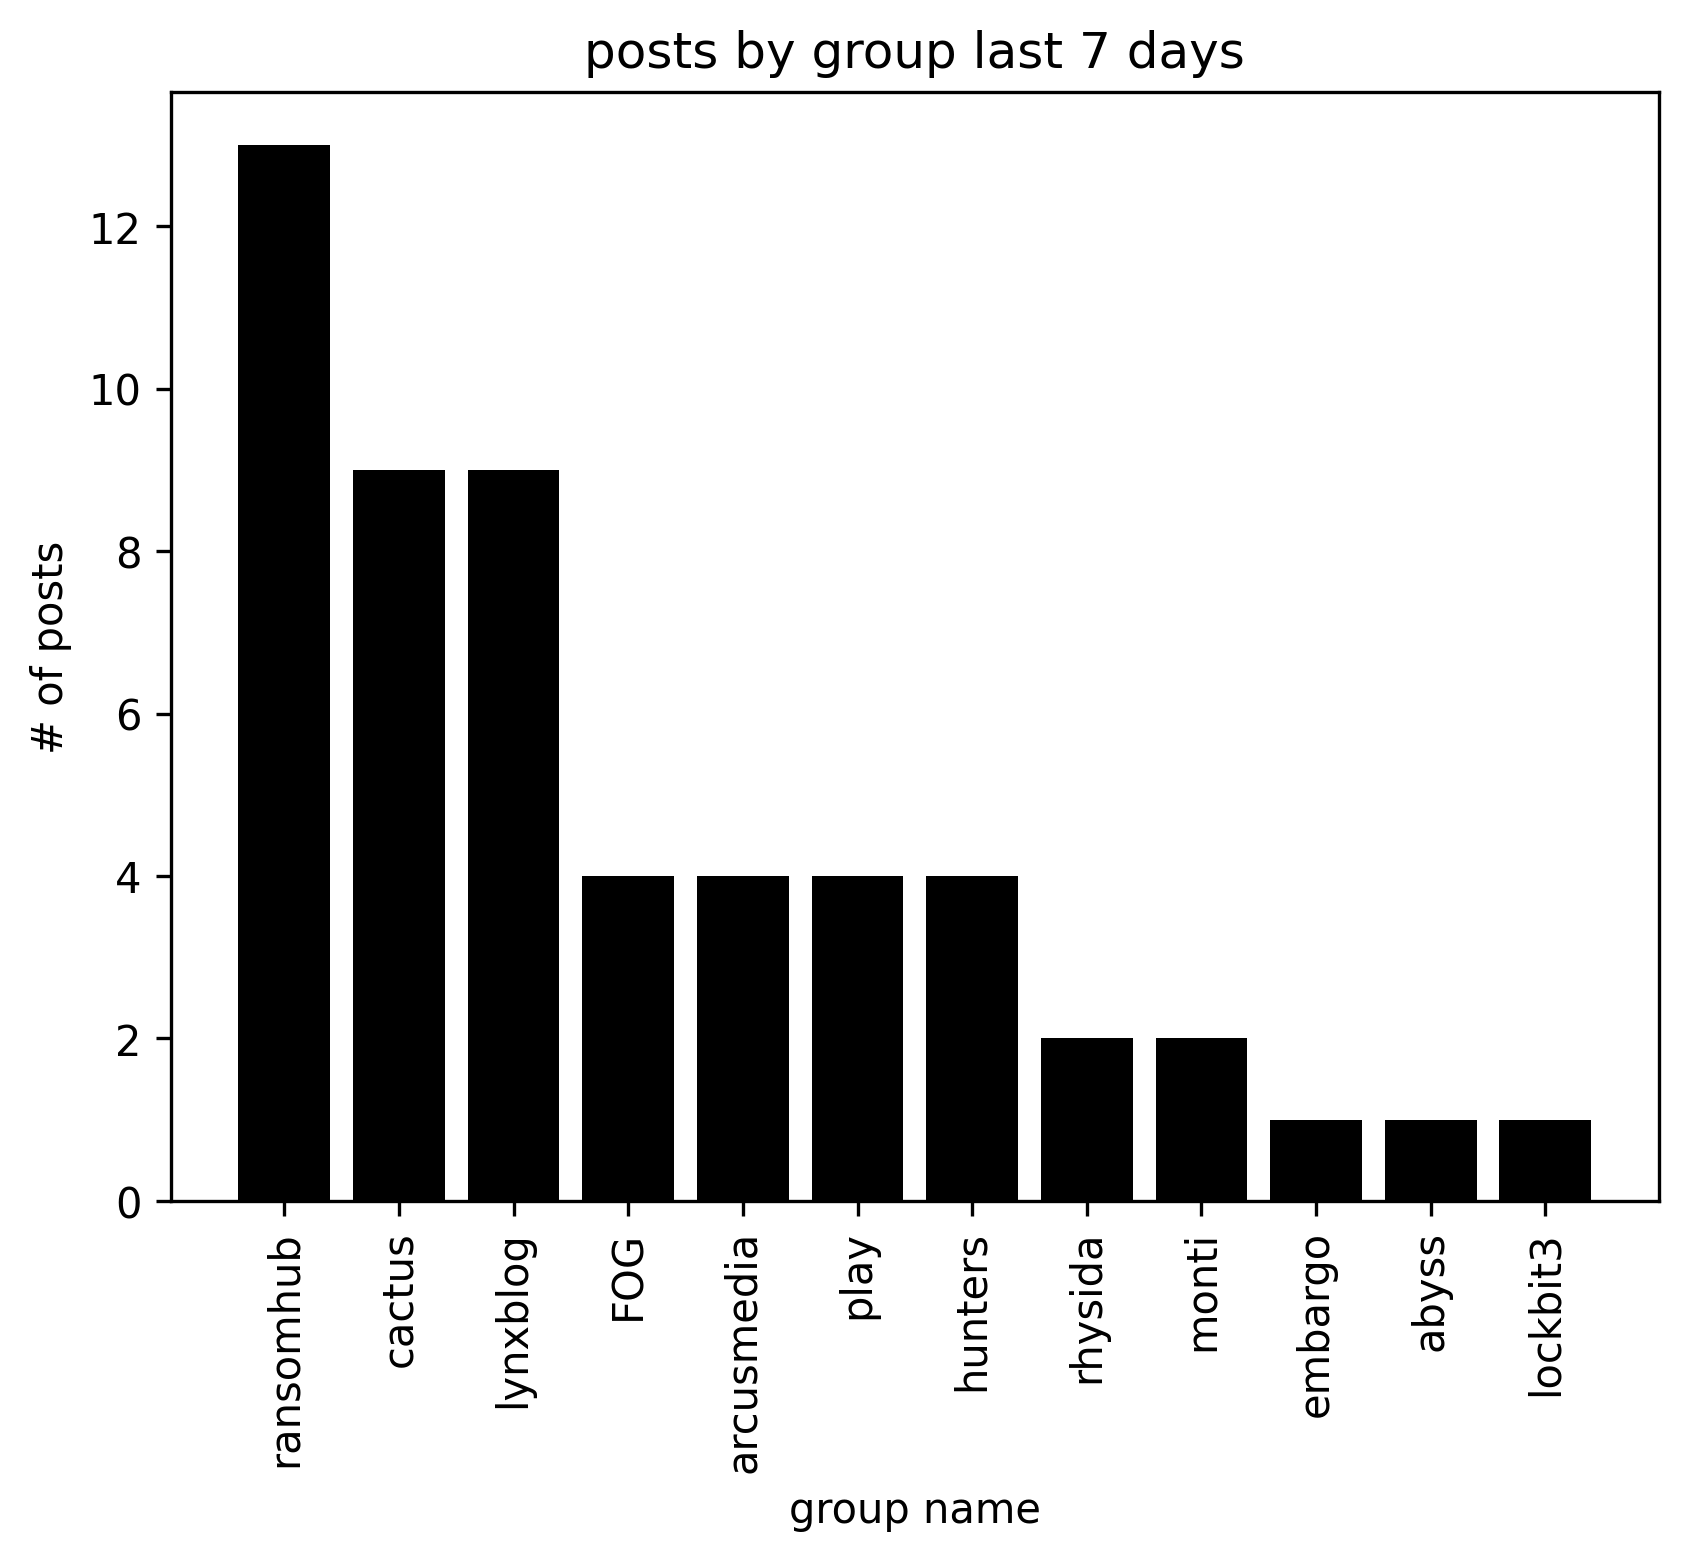 posts by group last 7 days
# of posts
12
10
8
6
4
2
0
ransomhub
cactus
lynxblog
FOG
arcusmedia
play
hunters
rhysida
monti
embargo
abyss
lockbit3
group name